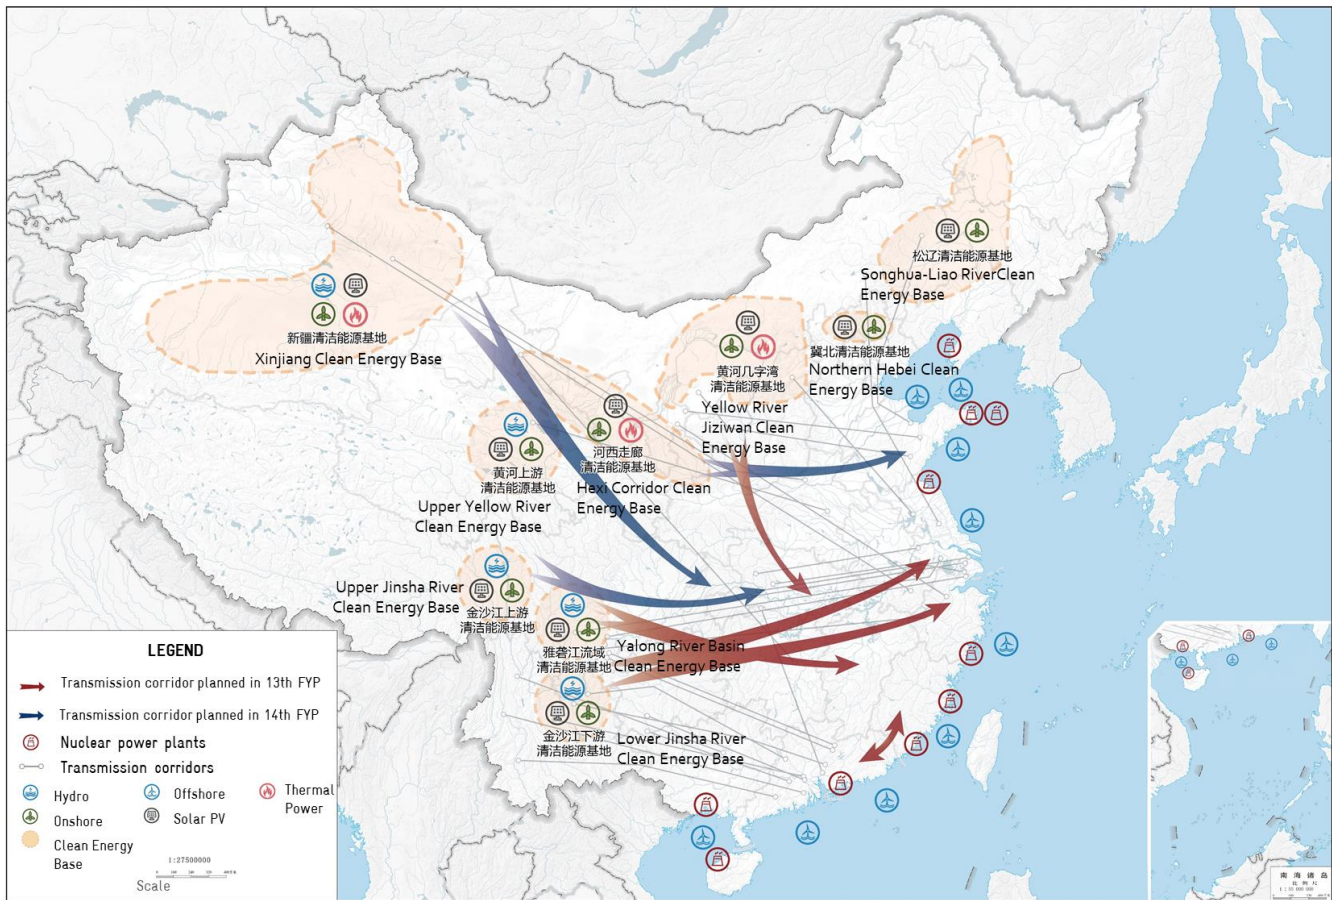 松辽清洁能源基地
Songhua-Liao RiverClean
Energy Base
新疆清洁能源基地
Xinjiang Clean Energy Base
冀北清洁能源基地
Northern Hebei Clean
Energy Base
黄河几字湾
清洁能源基地
Yellow River
Jiziwan Clean
Energy Base
河西走廊
清洁能源基地
Hexi Corridor Clean
Energy Base
黄河上游
清洁能源基地
Upper Yellow River
Clean Energy Base
Upper Jinsha River
Clean Energy Base
金沙江上游
清洁能源基地
雅砻江流域
清洁能源基地
Yalong River Basin
Clean Energy Base
金沙江下游
清洁能源基地
Lower Jinsha River
Clean Energy Base
LEGEND
Transmission corridor planned in 13th FYP
Transmission corridor planned in 14th FYP
Nuclear power plants
Transmission corridors
Hydro
Offshore
Thermal
Power
Onshore
Solar PV
Clean Energy
Base
1:27500000
Scale
南海诸岛
比例尺